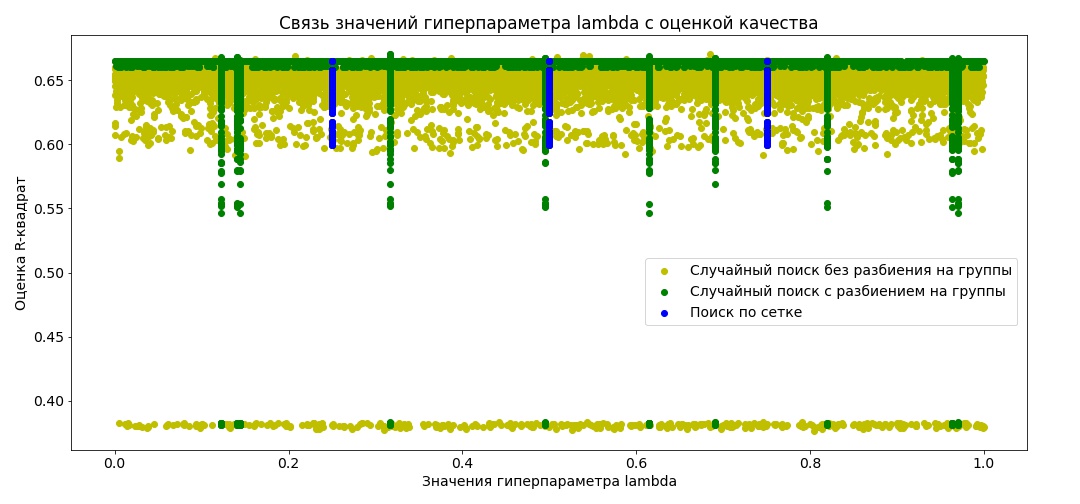 Связь значений гиперпараметра lambda с оценкой качества
Оценка R-квадрат
0.65
0.60
0.55
0.50
0.45
0.40
Случайный поиск без разбиения на группы
Случайный поиск с разбиением на группы
Поиск по сетке
0.0 0.2 0.4 0.6 0.8 1.0
Значения гиперпараметра lambda